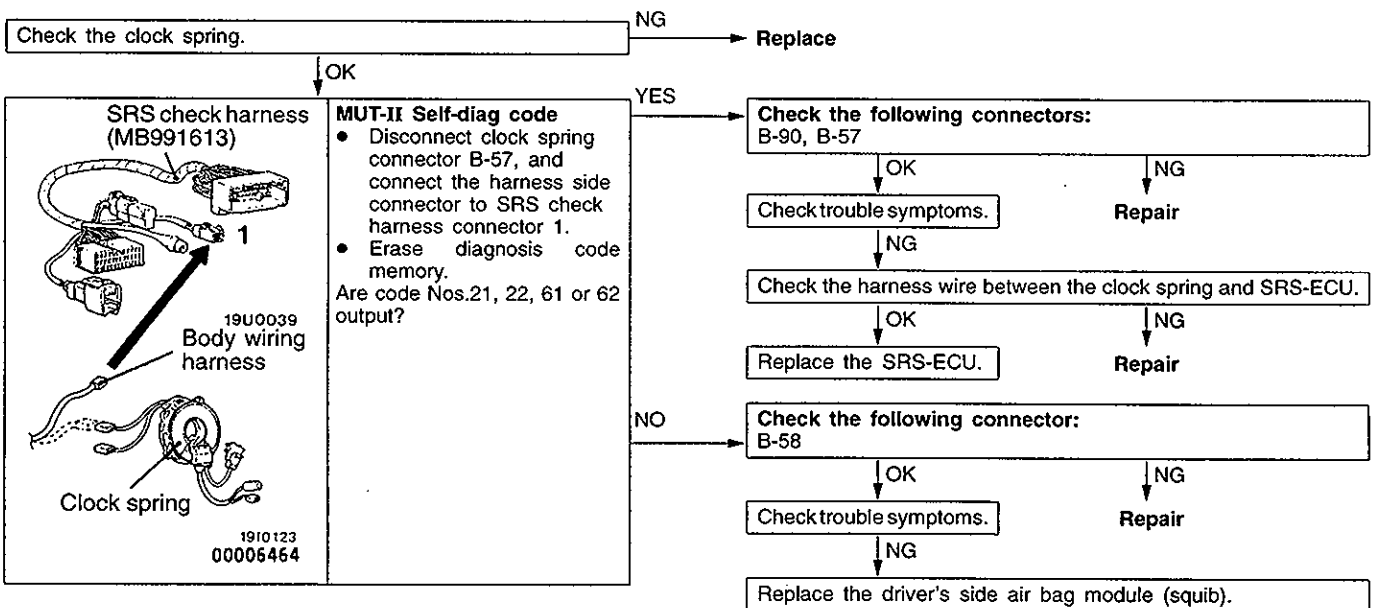 Check the clock spring.
NG
Replace
OK
SRS check harness
(MB991613)
1
19U0039
Body wiring
harness
Clock spring
19I0123
00006464
MUT-II Self-diag code
● Disconnect clock spring
connector B-57, and
connect the harness side
connector to SRS check
harness connector 1.
● Erase diagnosis code
memory.
Are code Nos.21, 22, 61 or 62
output?
YES
Check the following connectors:
B-90, B-57
OK
NG
Check trouble symptoms.
Repair
NG
Check the harness wire between the clock spring and SRS-ECU.
OK
NG
Replace the SRS-ECU.
Repair
NO
Check the following connector:
B-58
OK
NG
Check trouble symptoms.
Repair
NG
Replace the driver's side air bag module (squib).